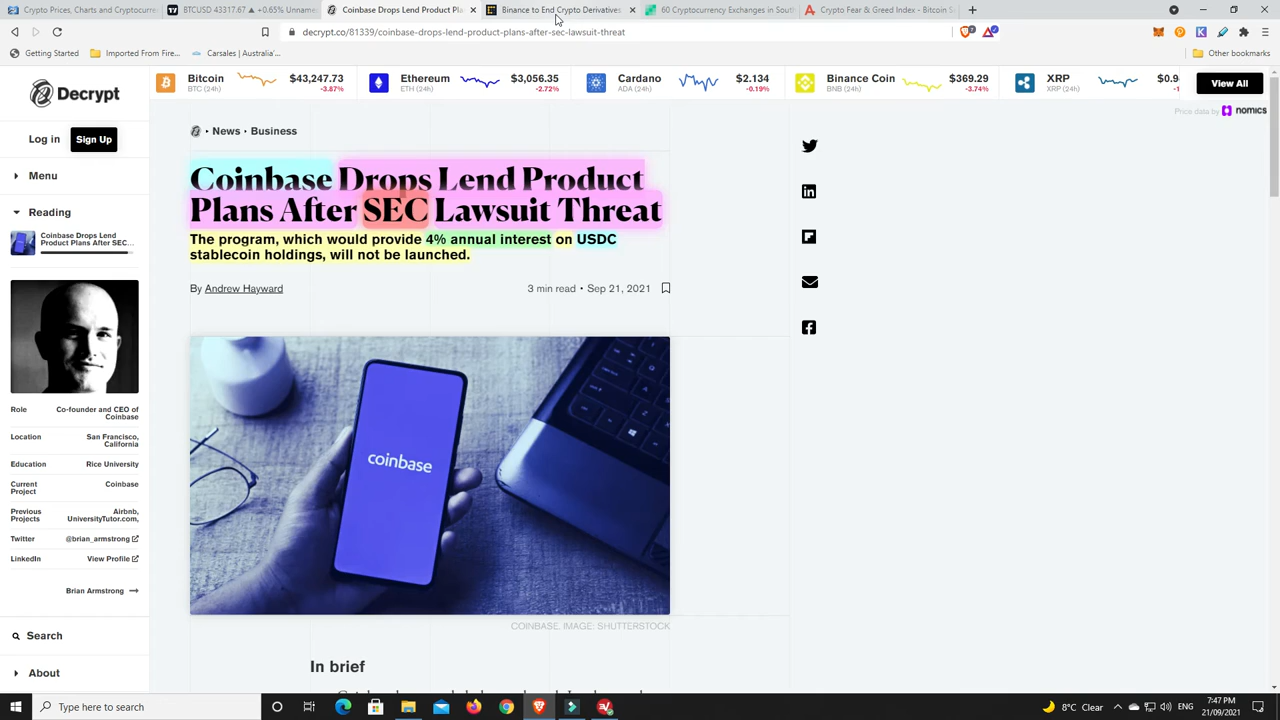 Crypto Prices, Charts and Cryptocurr
BTCUSD 43317.67 ▲ +0.65% Unnam
Coinbase Drops Lend Product Pla
Binance to End Crypto Derivatives
60 Cryptocurrency Exchanges in Sout
Crypto Fear & Greed Index - Bitcoin S
decrypt.co/81339/coinbase-drops-lend-product-plans-after-sec-lawsuit-threat
Getting Started
Imported From Fire...
Carsales | Australia'...
Other bookmarks
Decrypt
Bitcoin $43,247.73
BTC (24h) -3.87%
Ethereum $3,056.35
ETH (24h) -2.72%
Cardano $2.134
ADA (24h) -0.19%
Binance Coin $369.29
BNB (24h) -3.74%
XRP $0.9
XRP (24h) -1
View All
Price data by nomics
Log in Sign Up
Menu
Reading
Coinbase Drops Lend
Product Plans After SEC...
Role Co-founder and CEO of
Coinbase
Location San Francisco,
California
Education Rice University
Current Coinbase
Project
Previous Airbnb,
Projects UniversityTutor.com,
Twitter @brian_armstrong
LinkedIn View Profile
Brian Armstrong
Search
About
• News • Business
Coinbase Drops Lend Product
Plans After SEC Lawsuit Threat
The program, which would provide 4% annual interest on USDC
stablecoin holdings, will not be launched.
By Andrew Hayward 3 min read • Sep 21, 2021
coinbase
COINBASE. IMAGE: SHUTTERSTOCK
In brief
Type here to search
8°C Clear
ENG
7:47 PM
21/09/2021